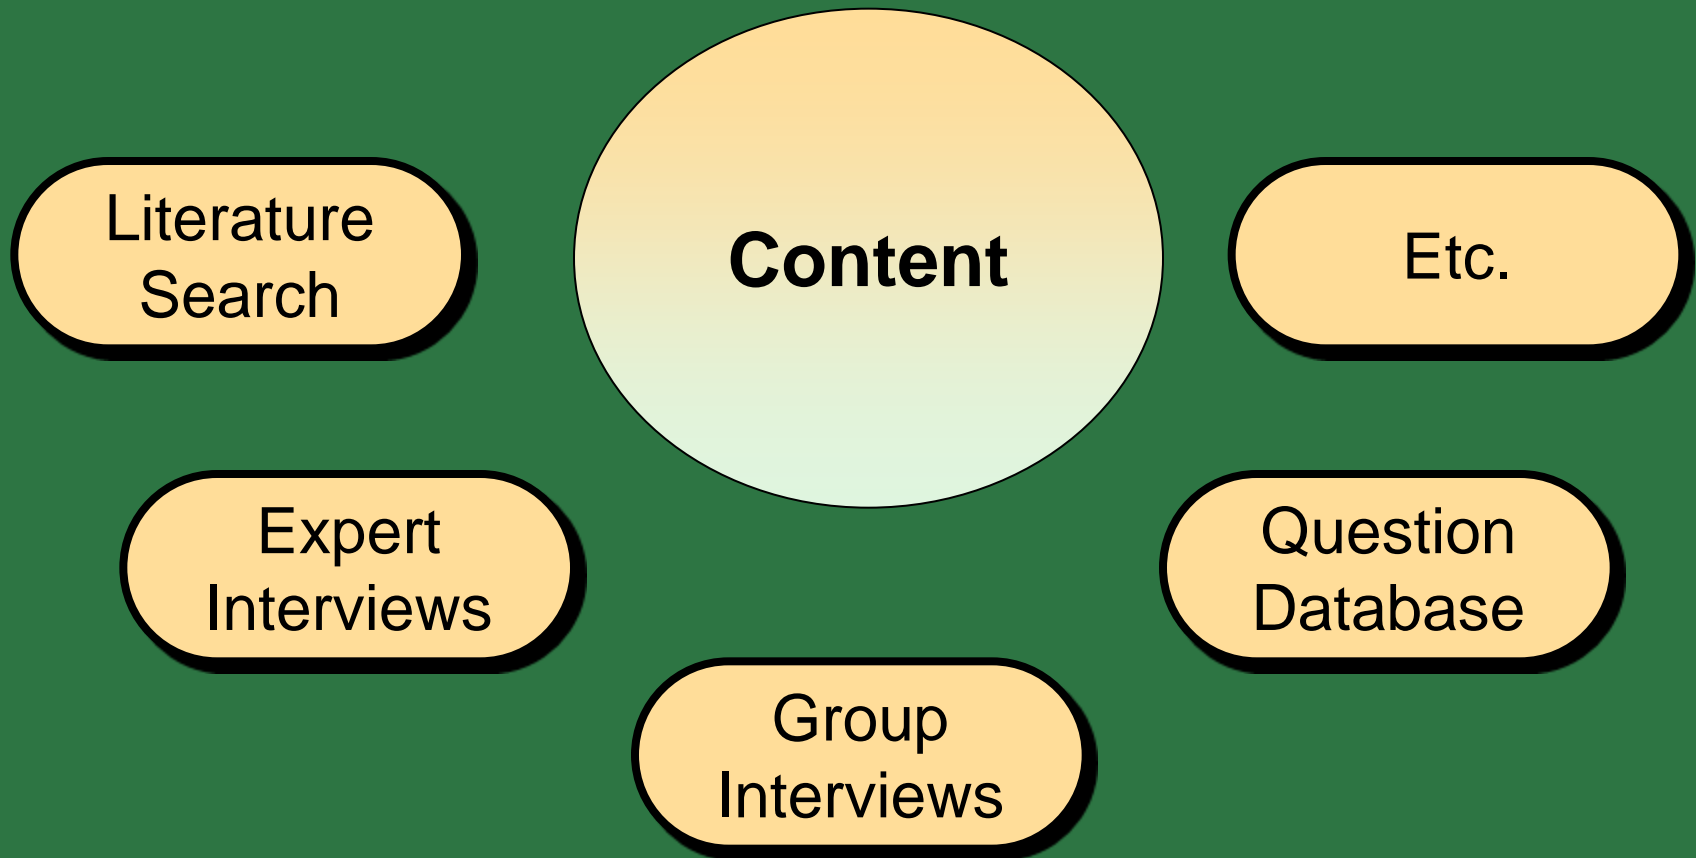 Content
Literature
Search
Etc.
Expert
Interviews
Question
Database
Group
Interviews